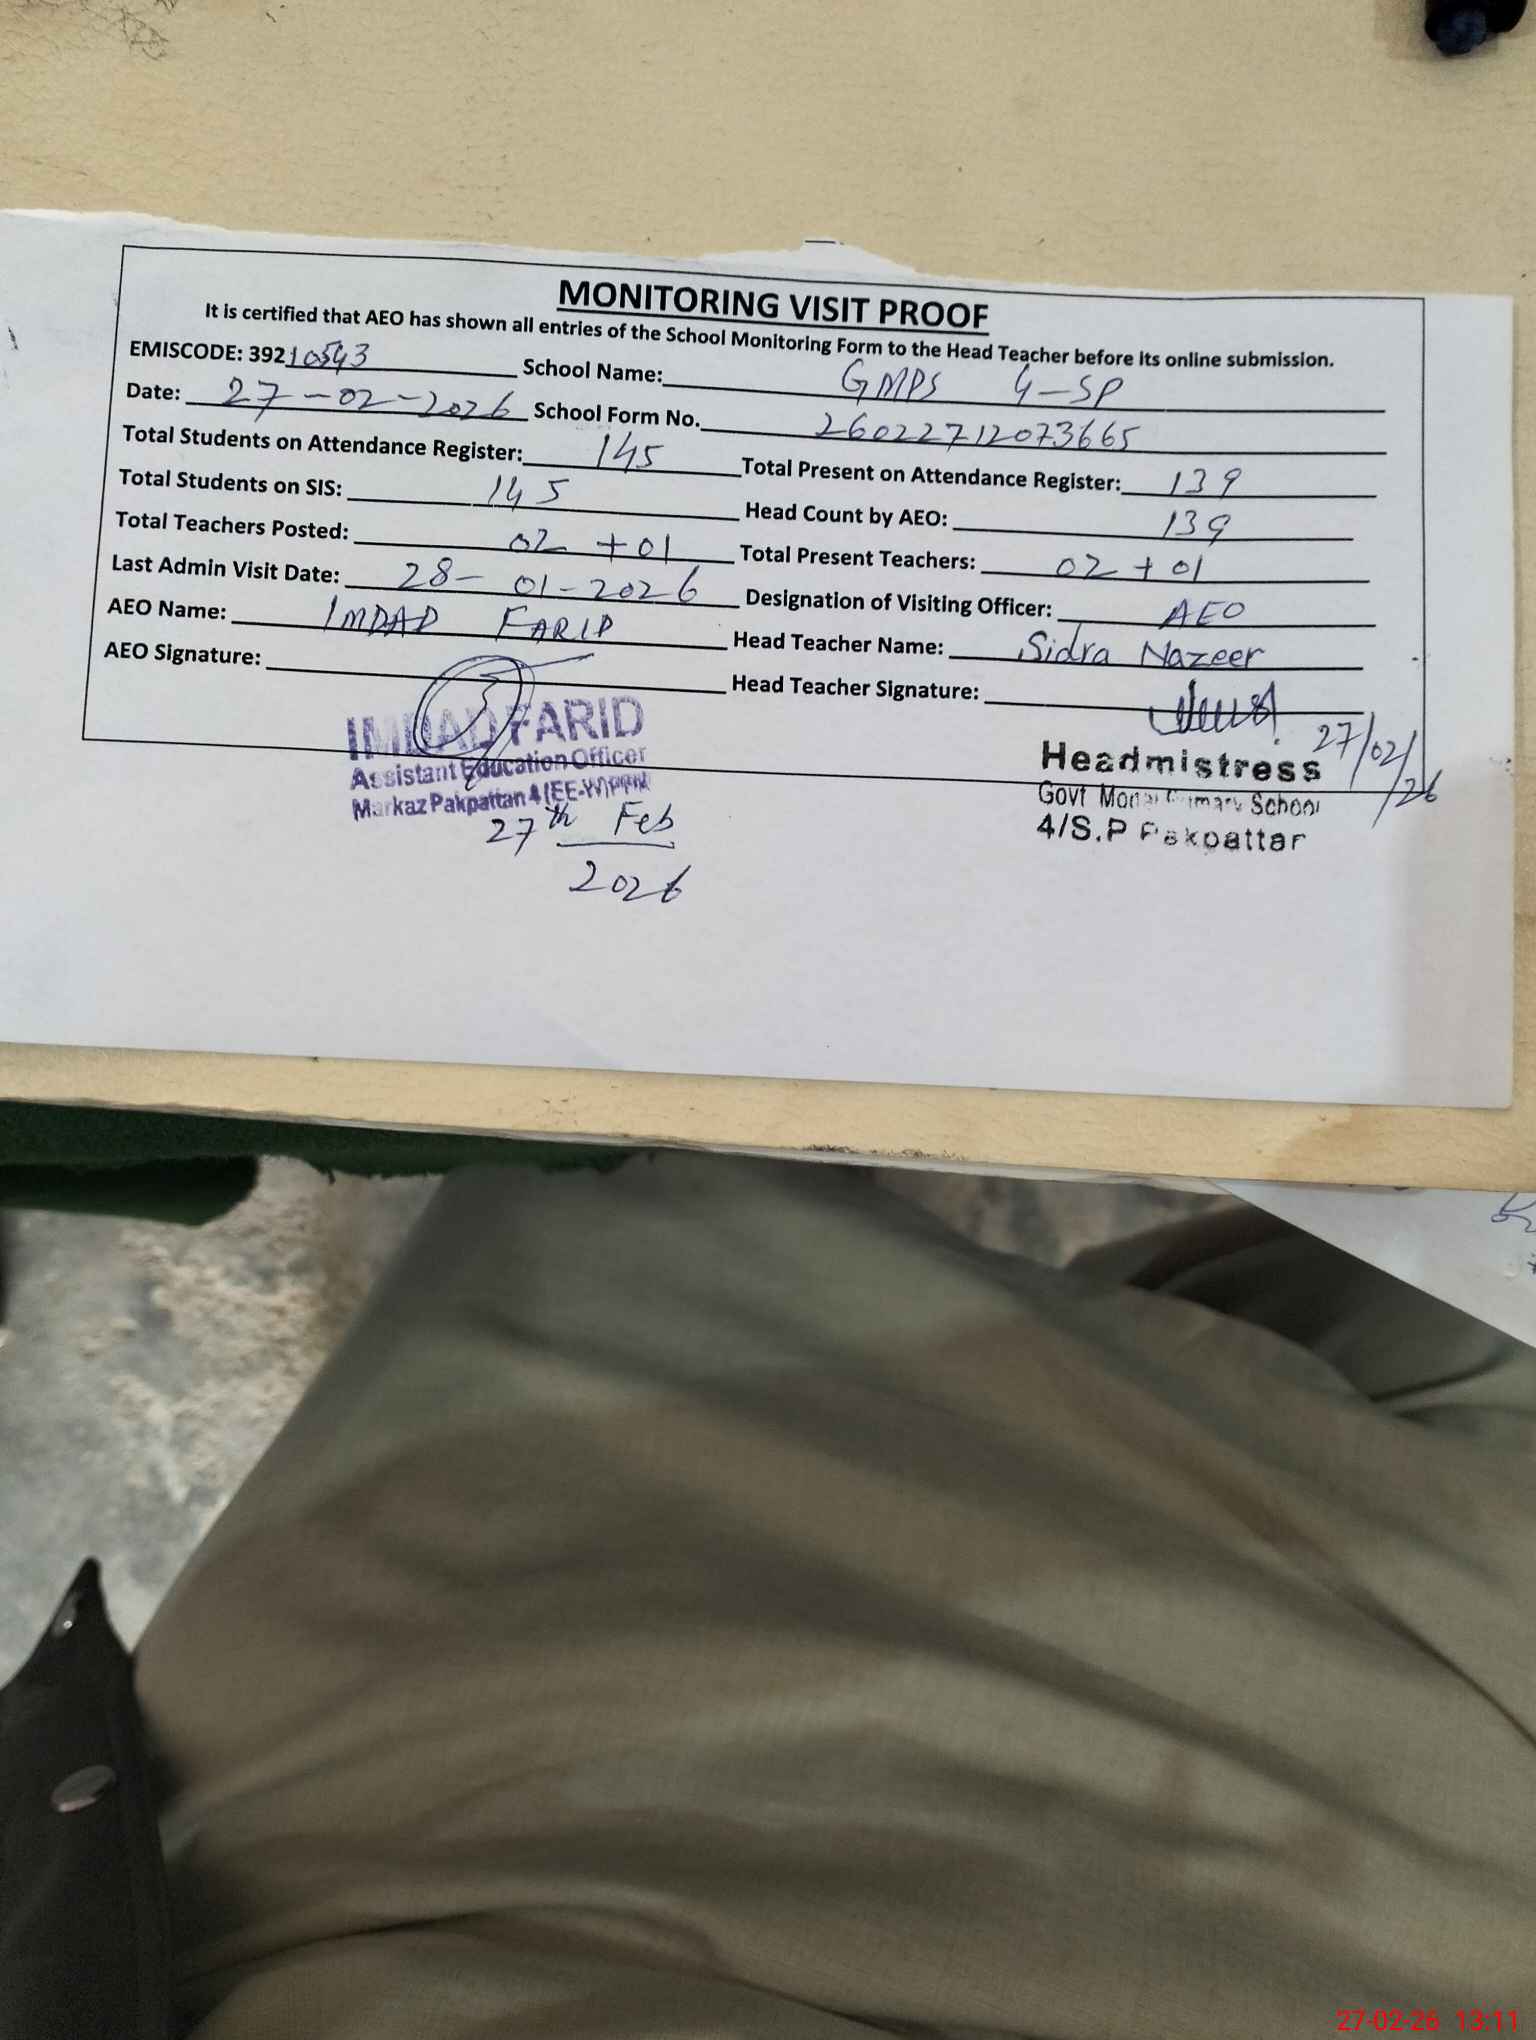 MONITORING VISIT PROOF
It is certified that AEO has shown all entries of the School Monitoring Form to the Head Teacher before its online submission.
EMISCODE: 39210543 School Name: GMPS 4-SP
Date: 27-02-2026 School Form No. 26022712073665
Total Students on Attendance Register: 145 Total Present on Attendance Register: 139
Total Students on SIS: 145 Head Count by AEO: 139
Total Teachers Posted: 02 +01 Total Present Teachers: 02 + 01
Last Admin Visit Date: 28-01-2026 Designation of Visiting Officer: AEO
AEO Name: IMDAD FARID Head Teacher Name: Sidra Nazeer
AEO Signature: Head Teacher Signature:
IMDAD FARID
Assistant Education Officer
Markaz Pakpattan 4 (EE-W)
27th Feb
2026
27/02/26
Headmistress
Govt Model Primary School
4/S.P Pakpattan
27-02-26 13:11